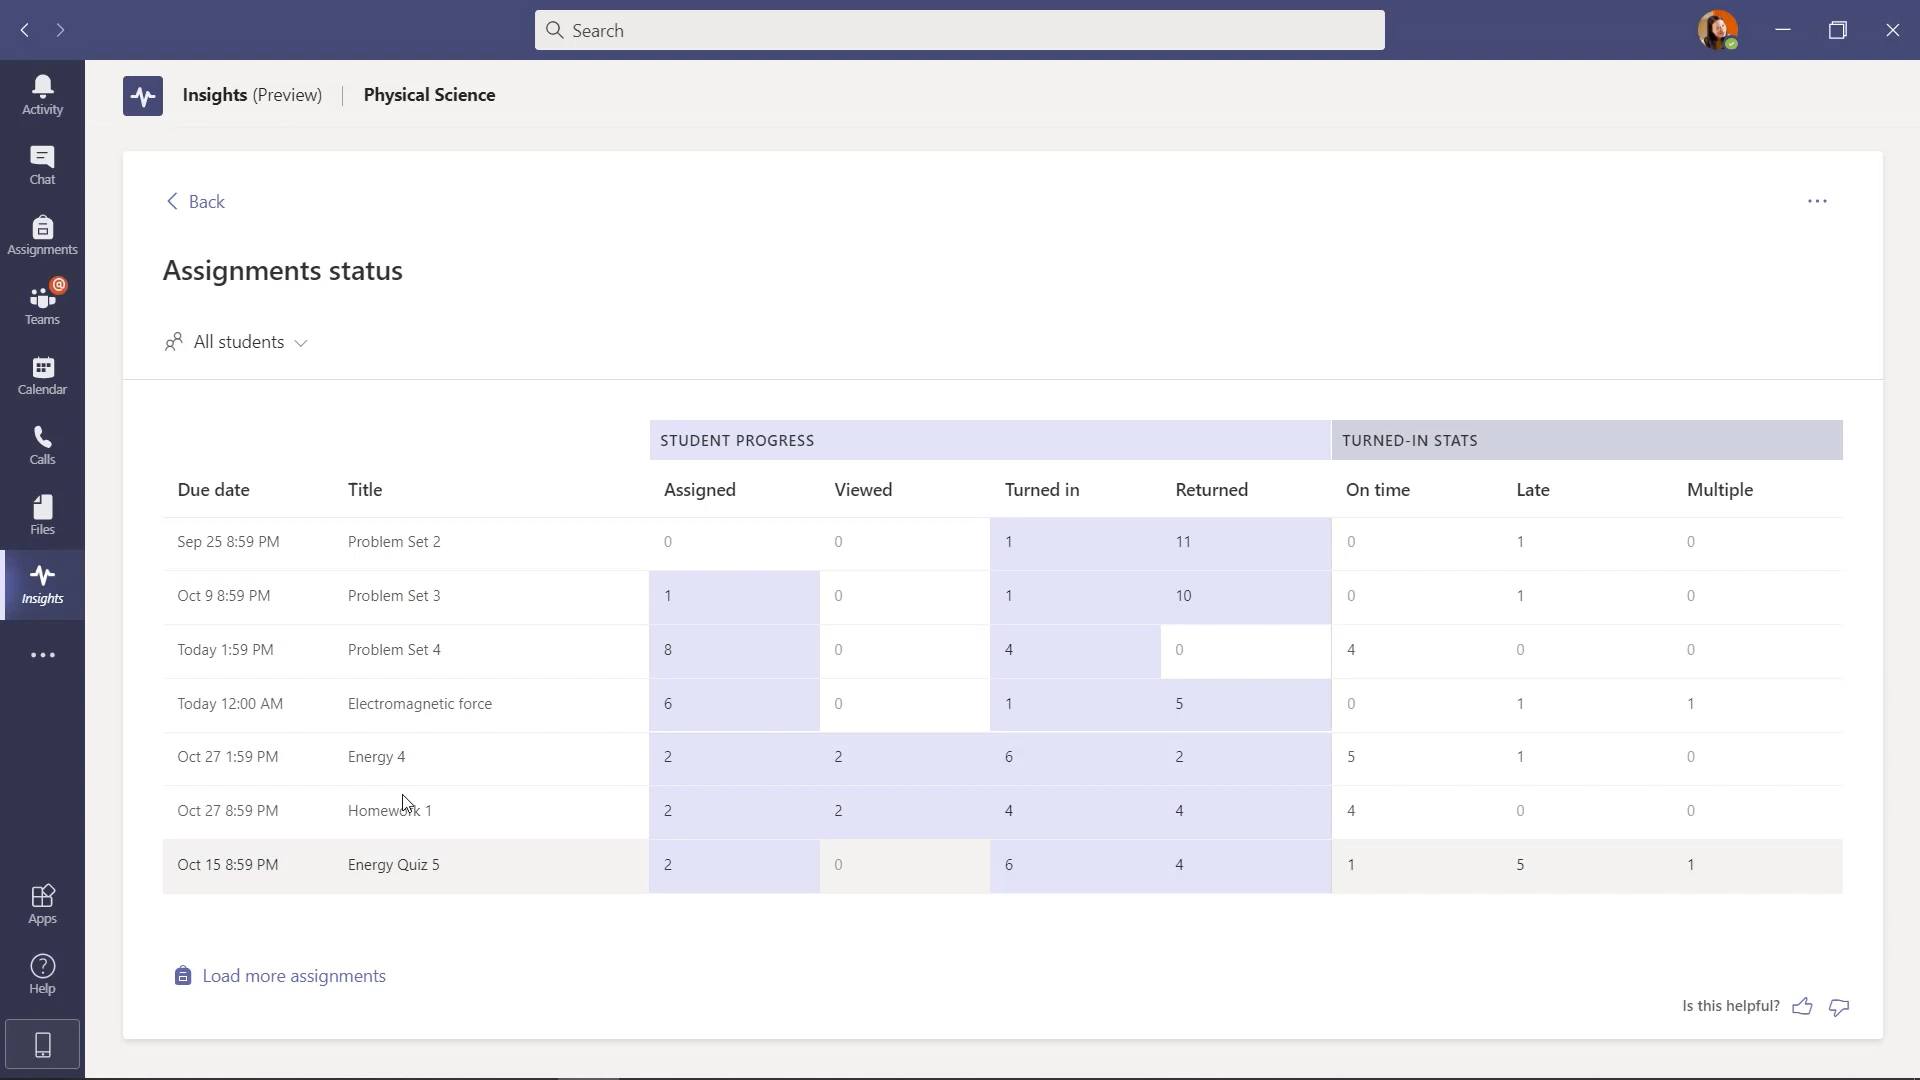 Search
Activity
Chat
Assignments
@
Teams
Calendar
Calls
Files
Insights
Apps
Help
Insights (Preview) | Physical Science
Back
Assignments status
All students
STUDENT PROGRESS TURNED-IN STATS
Due date Title Assigned Viewed Turned in Returned On time Late Multiple
Sep 25 8:59 PM Problem Set 2 0 0 1 11 0 1 0
Oct 9 8:59 PM Problem Set 3 1 0 1 10 0 1 0
Today 1:59 PM Problem Set 4 8 0 4 0 4 0 0
Today 12:00 AM Electromagnetic force 6 0 1 5 0 1 1
Oct 27 1:59 PM Energy 4 2 2 6 2 5 1 0
Oct 27 8:59 PM Homework 1 2 2 4 4 4 0 0
Oct 15 8:59 PM Energy Quiz 5 2 0 6 4 1 5 1
Load more assignments
Is this helpful?